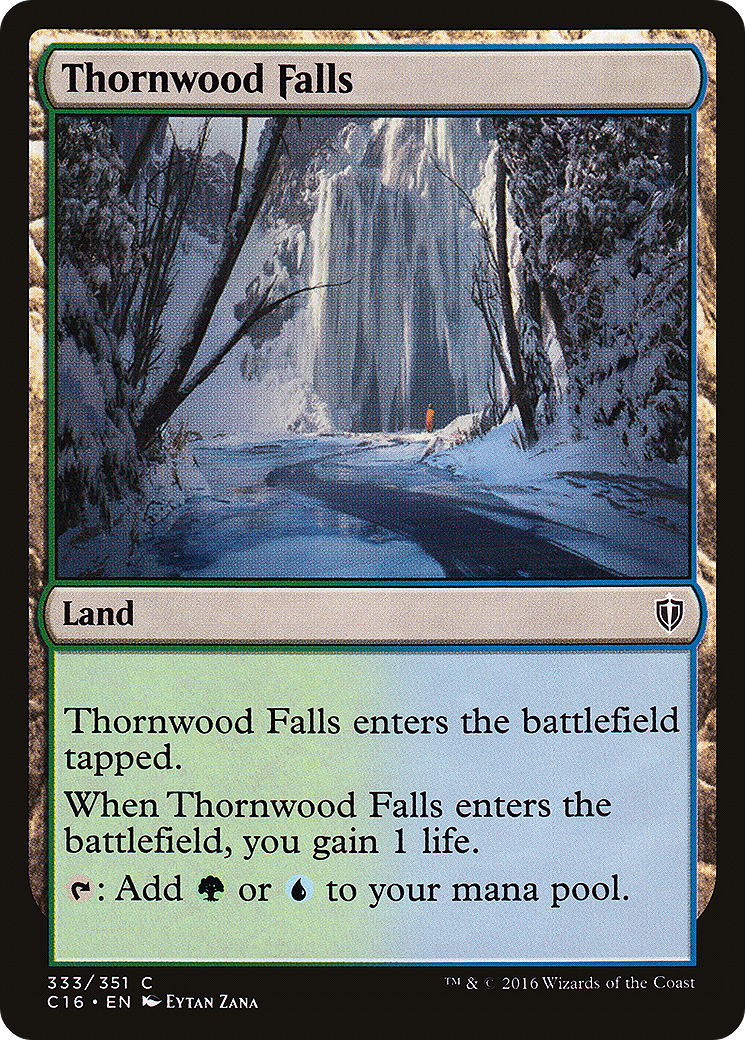 Thornwood Falls
Land
Thornwood Falls enters the battlefield
tapped.
When Thornwood Falls enters the
battlefield, you gain 1 life.
: Add or to your mana pool.
333/351 C
C16 • EN Eytan Zana
™ & © 2016 Wizards of the Coast